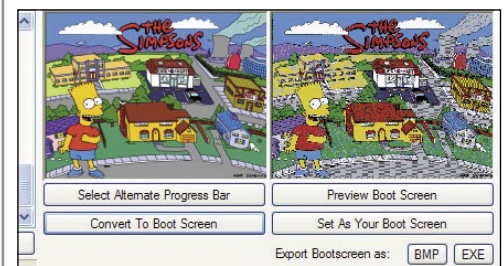 THE SIMPSONS
THE SIMPSONS
Select Alternate Progress Bar
Preview Boot Screen
Convert To Boot Screen
Set As Your Boot Screen
Export Bootscreen as:
BMP
EXE